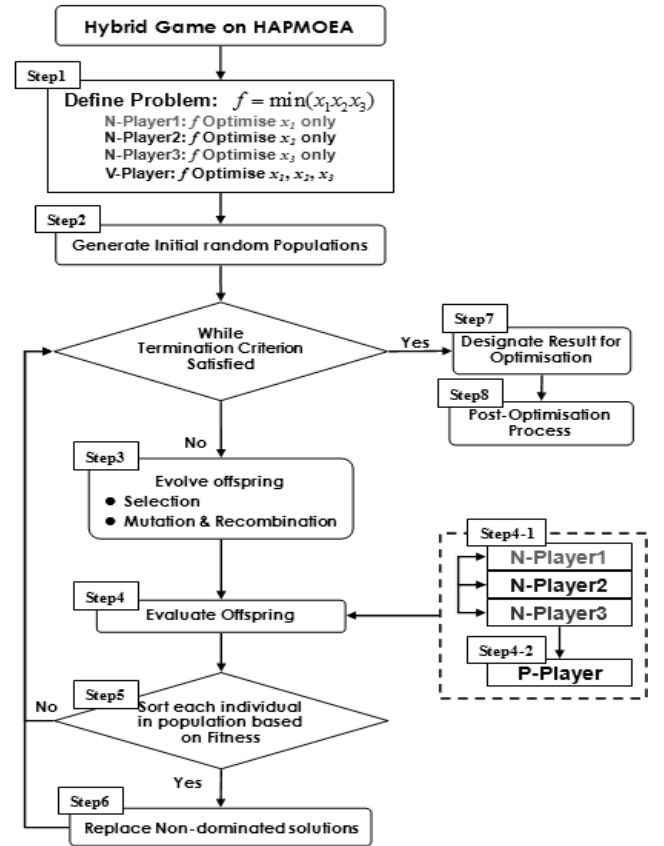 Hybrid Game on HAPMOEA
Step1
Define Problem: f = min(x1x2x3)
N-Player1: f Optimise x1 only
N-Player2: f Optimise x2 only
N-Player3: f Optimise x3 only
V-Player: f Optimise x1, x2, x3
Step2
Generate Initial random Populations
While
Termination Criterion
Satisfied
Yes
Step7
Designate Result for
Optimisation
Step8
Post-Optimisation
Process
No
Step3
Evolve offspring
● Selection
● Mutation & Recombination
Step4
Evaluate Offspring
Step4-1
N-Player1
N-Player2
N-Player3
Step4-2
P-Player
Step5
Sort each individual
in population based
on Fitness
No
Yes
Step6
Replace Non-dominated solutions